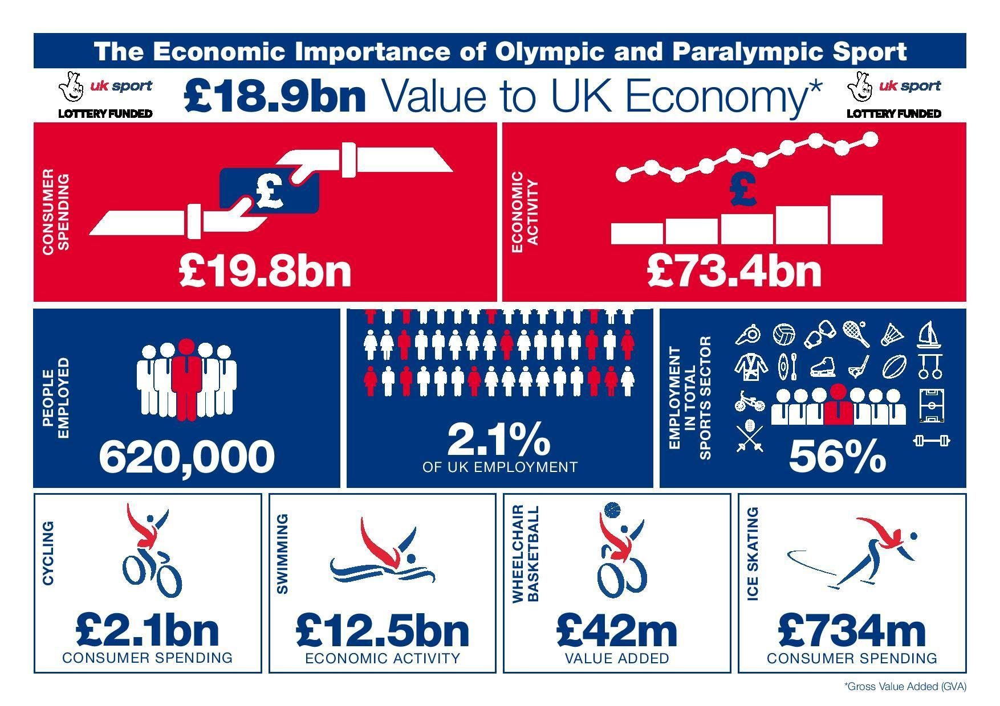 The Economic Importance of Olympic and Paralympic Sport
uk sport
LOTTERY FUNDED
£18.9bn Value to UK Economy*
uk sport
LOTTERY FUNDED
CONSUMER
SPENDING
£
£19.8bn
ECONOMIC
ACTIVITY
£
£73.4bn
PEOPLE
EMPLOYED
620,000
2.1%
OF UK EMPLOYMENT
EMPLOYMENT
IN TOTAL
SPORTS SECTOR
56%
CYCLING
£2.1bn
CONSUMER SPENDING
SWIMMING
£12.5bn
ECONOMIC ACTIVITY
WHEELCHAIR
BASKETBALL
£42m
VALUE ADDED
ICE SKATING
£734m
CONSUMER SPENDING
*Gross Value Added (GVA)